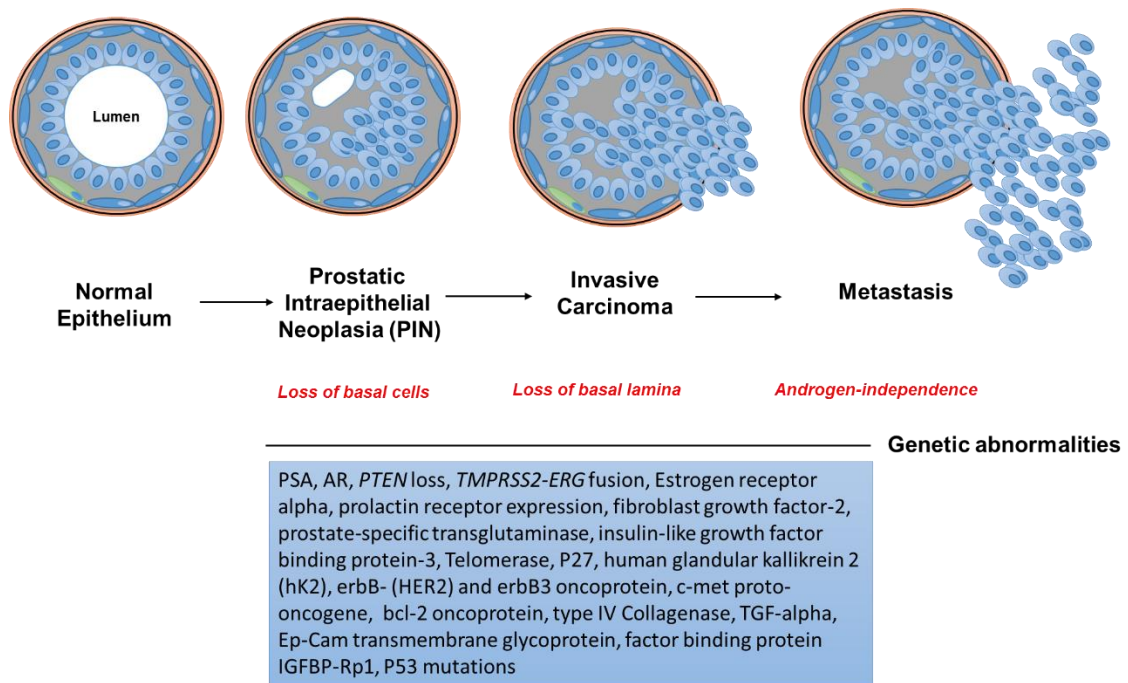 Lumen
Normal
Epithelium
Prostatic
Intraepithelial
Neoplasia (PIN)
Invasive
Carcinoma
Metastasis
Loss of basal cells
Loss of basal lamina
Androgen-independence
Genetic abnormalities
PSA, AR, PTEN loss, TMPRSS2-ERG fusion, Estrogen receptor
alpha, prolactin receptor expression, fibroblast growth factor-2,
prostate-specific transglutaminase, insulin-like growth factor
binding protein-3, Telomerase, P27, human glandular kallikrein 2
(hK2), erbB- (HER2) and erbB3 oncoprotein, c-met proto-
oncogene, bcl-2 oncoprotein, type IV Collagenase, TGF-alpha,
Ep-Cam transmembrane glycoprotein, factor binding protein
IGFBP-Rp1, P53 mutations